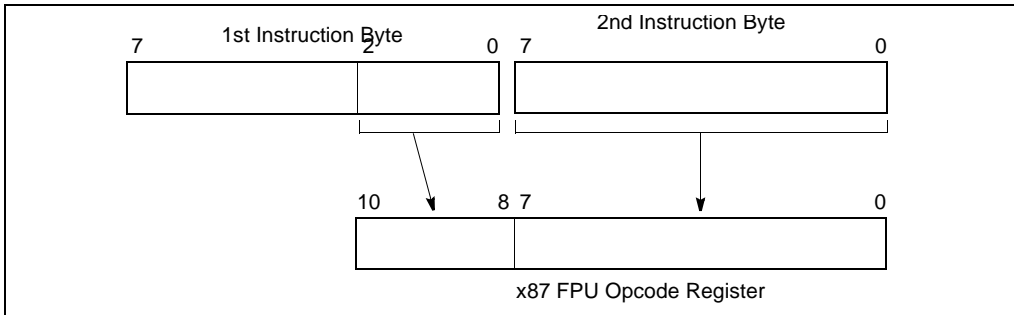 1st Instruction Byte
2nd Instruction Byte
7 2 0 7 0
10 8 7 0
x87 FPU Opcode Register